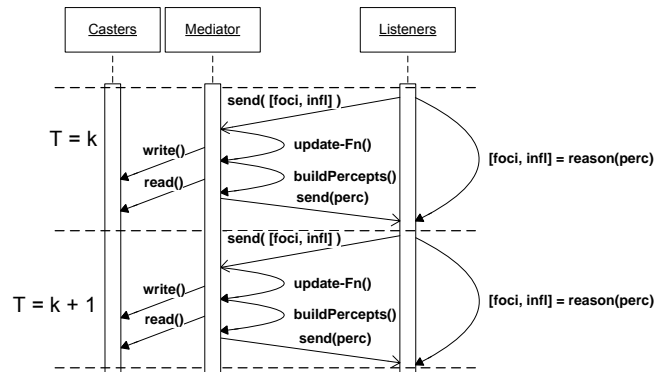 Casters
Mediator
Listeners
send( [foci, infl] )
T = k
update-Fn()
write()
[foci, infl] = reason(perc)
buildPercepts()
read()
send(perc)
send( [foci, infl] )
update-Fn()
write()
T = k + 1
[foci, infl] = reason(perc)
buildPercepts()
read()
send(perc)